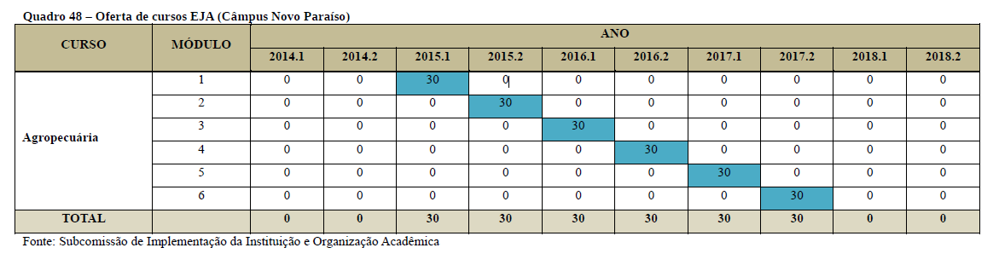 Quadro 48 – Oferta de cursos EJA (Câmpus Novo Paraíso)
CURSO MÓDULO ANO
2014.1 2014.2 2015.1 2015.2 2016.1 2016.2 2017.1 2017.2 2018.1 2018.2
Agropecuária
1 0 0 30 0 0 0 0 0 0 0
2 0 0 0 30 0 0 0 0 0 0
3 0 0 0 0 30 0 0 0 0 0
4 0 0 0 0 0 30 0 0 0 0
5 0 0 0 0 0 0 30 0 0 0
6 0 0 0 0 0 0 0 30 0 0
TOTAL 0 0 30 30 30 30 30 30 0 0
Fonte: Subcomissão de Implementação da Instituição e Organização Acadêmica